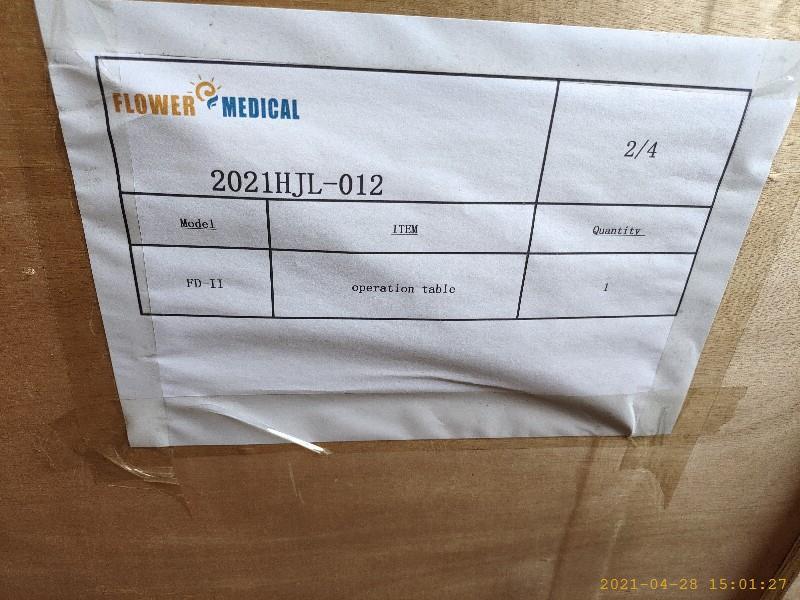 FLOWER MEDICAL
2/4
2021HJL-012
Model ITEM Quantity
FD-II operation table 1
2021-04-28 15:01:27